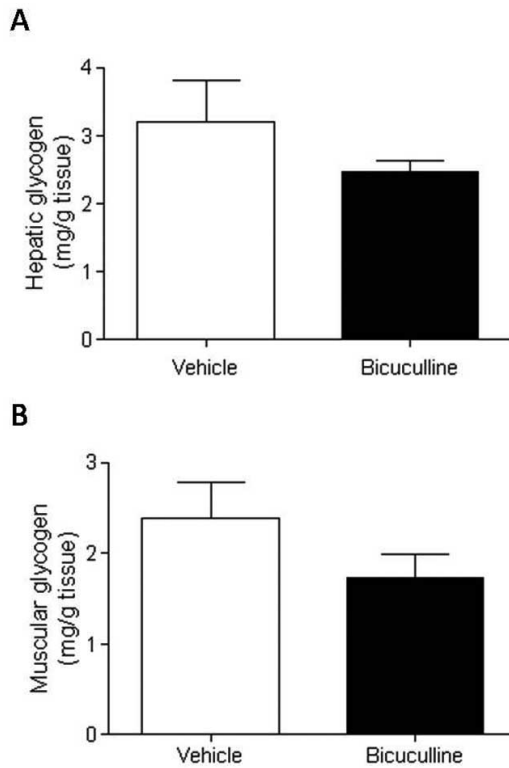 A
Hepatic glycogen
(mg/g tissue)
4
3
2
1
0
Vehicle Bicuculline
B
Muscular glycogen
(mg/g tissue)
3
2
1
0
Vehicle Bicuculline